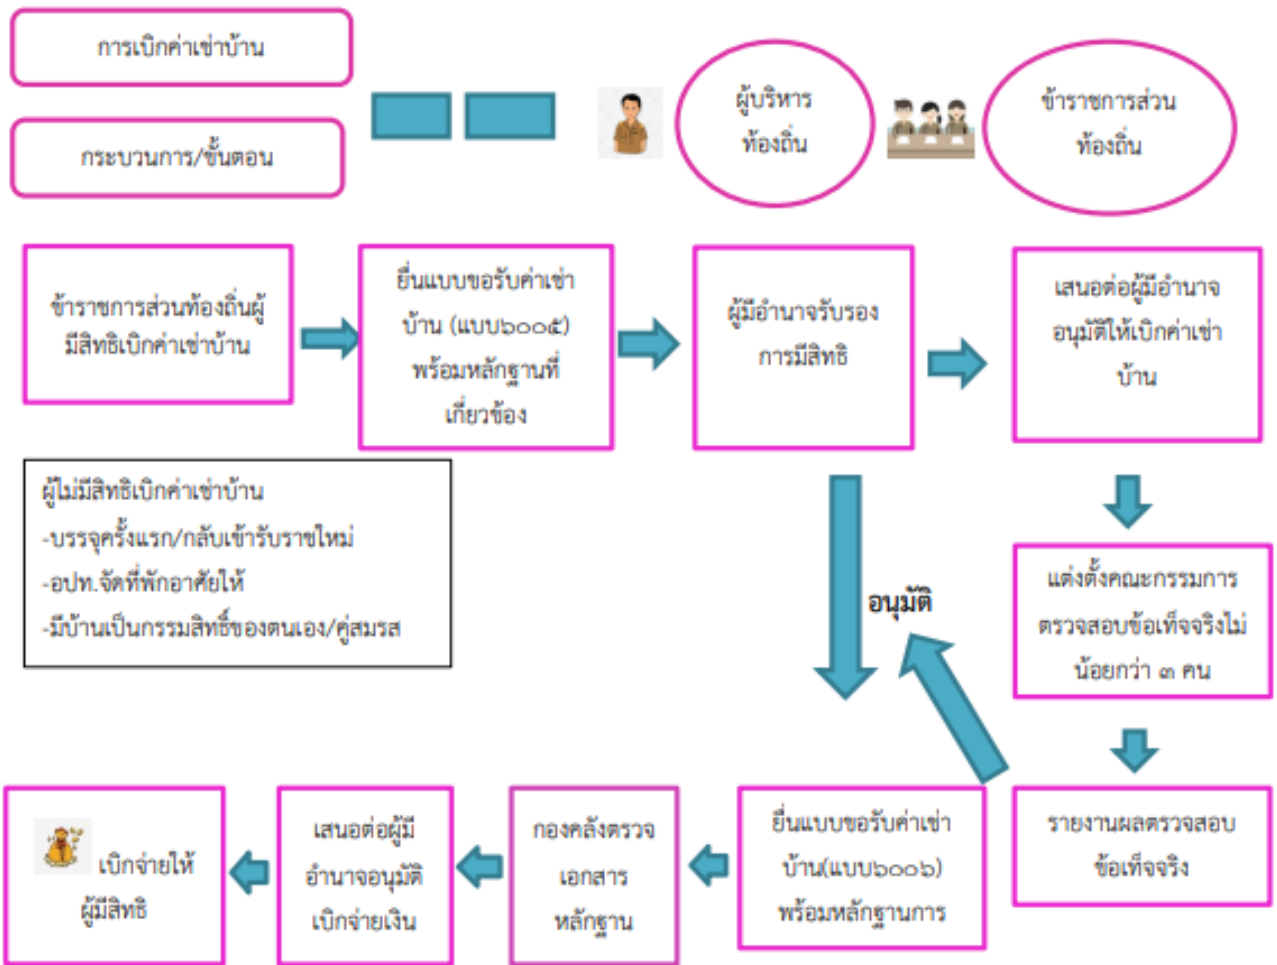 การเบิกค่าเช่าบ้าน
กระบวนการ/ขั้นตอน
ผู้บริหาร
ท้องถิ่น
ข้าราชการส่วน
ท้องถิ่น
ข้าราชการส่วนท้องถิ่นผู้
มีสิทธิเบิกค่าเช่าบ้าน
ยื่นแบบขอรับค่าเช่า
บ้าน (แบบ๖๐๐๕)
พร้อมหลักฐานที่
เกี่ยวข้อง
ผู้มีอำนาจรับรอง
การมีสิทธิ
เสนอต่อผู้มีอำนาจ
อนุมัติให้เบิกค่าเช่า
บ้าน
ผู้ไม่มีสิทธิเบิกค่าเช่าบ้าน
-บรรจุครั้งแรก/กลับเข้ารับราชใหม่
-อปท.จัดที่พักอาศัยให้
-มีบ้านเป็นกรรมสิทธิ์ของตนเอง/คู่สมรส
แต่งตั้งคณะกรรมการ
ตรวจสอบข้อเท็จจริงไม่
น้อยกว่า ๓ คน
อนุมัติ
รายงานผลตรวจสอบ
ข้อเท็จจริง
ยื่นแบบขอรับค่าเช่า
บ้าน(แบบ๖๐๐๖)
พร้อมหลักฐานการ
กองคลังตรวจ
เอกสาร
หลักฐาน
เสนอต่อผู้มี
อำนาจอนุมัติ
เบิกจ่ายเงิน
เบิกจ่ายให้
ผู้มีสิทธิ